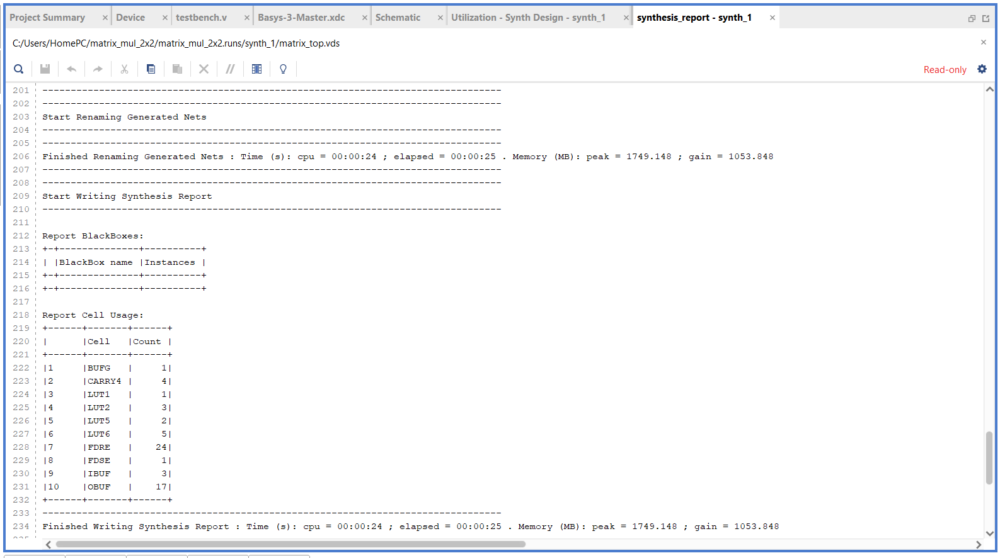 Project Summary × Device × testbench.v × Basys-3-Master.xdc × Schematic × Utilization - Synth Design - synth_1 × synthesis_report - synth_1 ×
C:/Users/HomePC/matrix_mul_2x2/matrix_mul_2x2.runs/synth_1/matrix_top.vds ×
Read-only
201 ---------------------------------------------------------------------------------
202 ---------------------------------------------------------------------------------
203 Start Renaming Generated Nets
204 ---------------------------------------------------------------------------------
205 ---------------------------------------------------------------------------------
206 Finished Renaming Generated Nets : Time (s): cpu = 00:00:24 ; elapsed = 00:00:25 . Memory (MB): peak = 1749.148 ; gain = 1053.848
207 ---------------------------------------------------------------------------------
208 ---------------------------------------------------------------------------------
209 Start Writing Synthesis Report
210 ---------------------------------------------------------------------------------
211
212 Report BlackBoxes:
213 +-+--------------+----------+
214 | |BlackBox name |Instances |
215 +-+--------------+----------+
216 +-+--------------+----------+
217
218 Report Cell Usage:
219 +------+-------+------+
220 |      |Cell   |Count |
221 +------+-------+------+
222 |1     |BUFG   |     1|
223 |2     |CARRY4 |     4|
224 |3     |LUT1   |     1|
225 |4     |LUT2   |     3|
226 |5     |LUT5   |     2|
227 |6     |LUT6   |     5|
228 |7     |FDRE   |    24|
229 |8     |FDSE   |     1|
230 |9     |IBUF   |     3|
231 |10    |OBUF   |    17|
232 +------+-------+------+
233 ---------------------------------------------------------------------------------
234 Finished Writing Synthesis Report : Time (s): cpu = 00:00:24 ; elapsed = 00:00:25 . Memory (MB): peak = 1749.148 ; gain = 1053.848